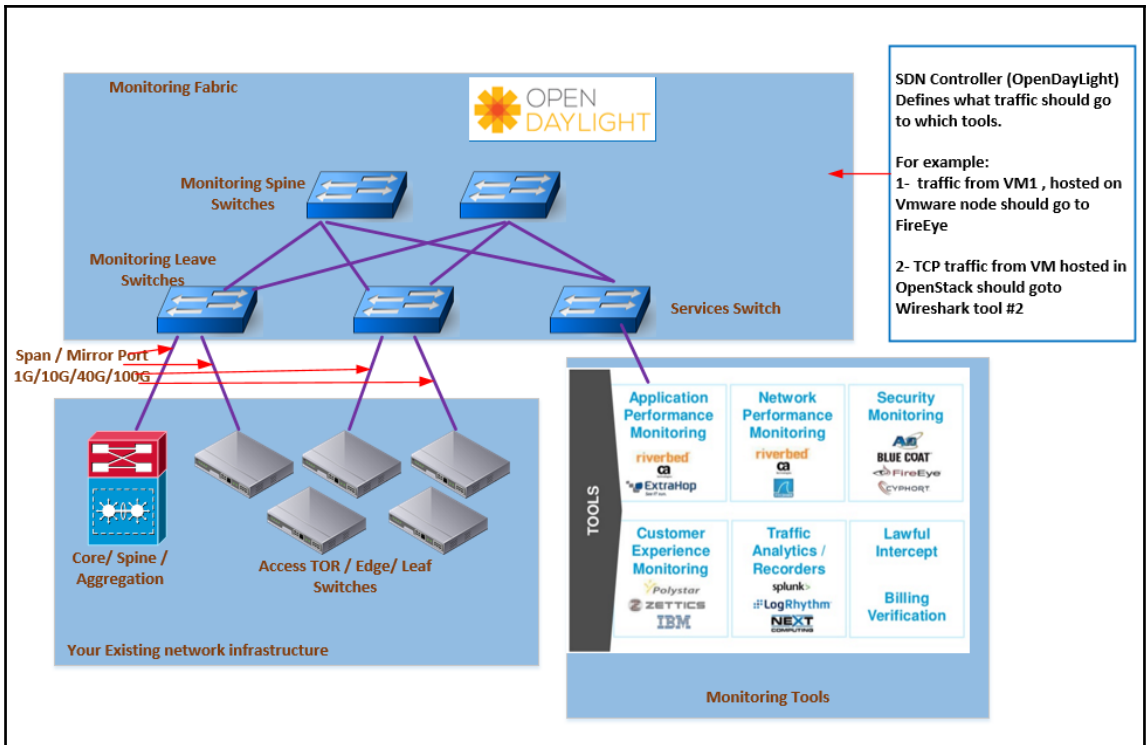 Monitoring Fabric
OPEN
DAYLIGHT
SDN Controller (OpenDayLight)
Defines what traffic should go
to which tools.
For example:
1- traffic from VM1 , hosted on
Vmware node should go to
FireEye
2- TCP traffic from VM hosted in
OpenStack should goto
Wireshark tool #2
Monitoring Spine
Switches
Monitoring Leave
Switches
Services Switch
Span / Mirror Port
1G/10G/40G/100G
Core/ Spine /
Aggregation
Access TOR / Edge/ Leaf
Switches
Your Existing network infrastructure
TOOLS
Application
Performance
Monitoring
riverbed
ca
ExtraHop
Network
Performance
Monitoring
riverbed
ca
Security
Monitoring
BLUE COAT
FireEye
CYPHORT
Customer
Experience
Monitoring
Polystar
ZETTICS
IBM
Traffic
Analytics /
Recorders
splunk>
LogRhythm
NEXT
COMPUTING
Lawful
Intercept
Billing
Verification
Monitoring Tools